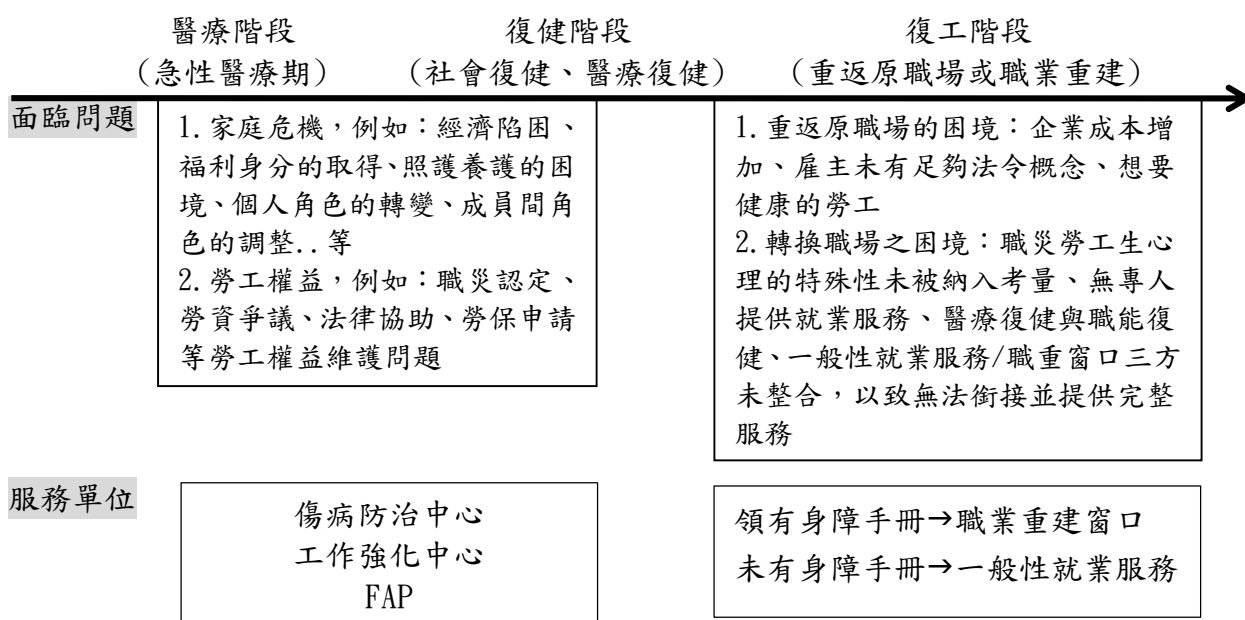 醫療階段 復健階段 復工階段
(急性醫療期) (社會復健、醫療復健) (重返原職場或職業重建)
面臨問題
1.家庭危機，例如：經濟陷困、
福利身分的取得、照護養護的困
境、個人角色的轉變、成員間角
色的調整..等
2.勞工權益，例如：職災認定、
勞資爭議、法律協助、勞保申請
等勞工權益維護問題
1.重返原職場的困境：企業成本增
加、雇主未有足夠法令概念、想要
健康的勞工
2.轉換職場之困境：職災勞工生心
理的特殊性未被納入考量、無專人
提供就業服務、醫療復健與職能復
健、一般性就業服務/職重窗口三方
未整合，以致無法銜接並提供完整
服務
服務單位
傷病防治中心
工作強化中心
FAP
領有身障手冊→職業重建窗口
未有身障手冊→一般性就業服務